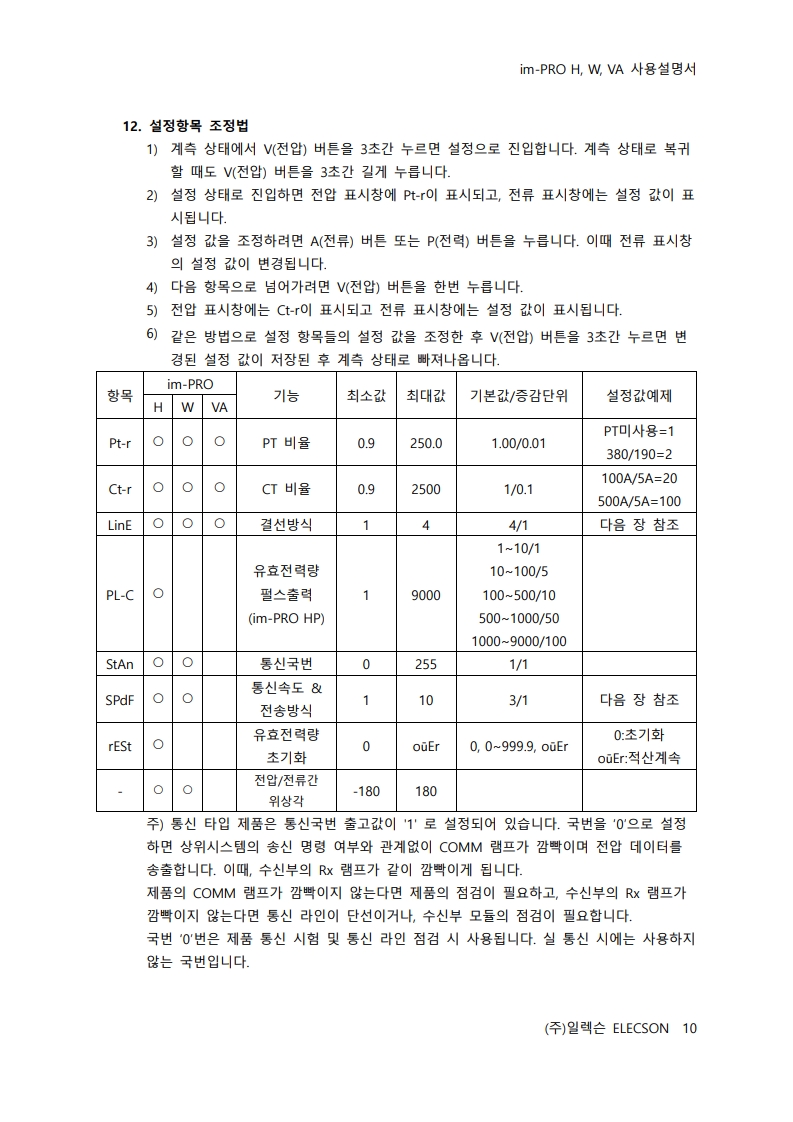 im-PRO H, W, VA 사용설명서
12. 설정항목 조정법
1) 계측 상태에서 V(전압) 버튼을 3초간 누르면 설정으로 진입합니다. 계측 상태로 복귀
할 때도 V(전압) 버튼을 3초간 길게 누릅니다.
2) 설정 상태로 진입하면 전압 표시창에 Pt-r이 표시되고, 전류 표시창에는 설정 값이 표
시됩니다.
3) 설정 값을 조정하려면 A(전류) 버튼 또는 P(전력) 버튼을 누릅니다. 이때 전류 표시창
의 설정 값이 변경됩니다.
4) 다음 항목으로 넘어가려면 V(전압) 버튼을 한번 누릅니다.
5) 전압 표시창에는 Ct-r이 표시되고 전류 표시창에는 설정 값이 표시됩니다.
6) 같은 방법으로 설정 항목들의 설정 값을 조정한 후 V(전압) 버튼을 3초간 누르면 변
경된 설정 값이 저장된 후 계측 상태로 빠져나옵니다.
항목 im-PRO 기능 최소값 최대값 기본값/증감단위 설정값예제
H W VA
Pt-r ○ ○ ○ PT 비율 0.9 250.0 1.00/0.01 PT미사용=1
380/190=2
Ct-r ○ ○ ○ CT 비율 0.9 2500 1/0.1 100A/5A=20
500A/5A=100
LinE ○ ○ ○ 결선방식 1 4 4/1 다음 장 참조
PL-C ○ 유효전력량
펄스출력
(im-PRO HP) 1 9000 1~10/1
10~100/5
100~500/10
500~1000/50
1000~9000/100
StAn ○ ○ 통신국번 0 255 1/1
SPdF ○ ○ 통신속도 &
전송방식 1 10 3/1 다음 장 참조
rESt ○ 유효전력량
초기화 0 oūEr 0, 0~999.9, oūEr 0:초기화
oūEr:적산계속
- ○ ○ 전압/전류간
위상각 -180 180
주) 통신 타입 제품은 통신국번 출고값이 '1' 로 설정되어 있습니다. 국번을 '0'으로 설정
하면 상위시스템의 송신 명령 여부와 관계없이 COMM 램프가 깜빡이며 전압 데이터를
송출합니다. 이때, 수신부의 Rx 램프가 같이 깜빡이게 됩니다.
제품의 COMM 램프가 깜빡이지 않는다면 제품의 점검이 필요하고, 수신부의 Rx 램프가
깜빡이지 않는다면 통신 라인이 단선이거나, 수신부 모듈의 점검이 필요합니다.
국번 '0'번은 제품 통신 시험 및 통신 라인 점검 시 사용됩니다. 실 통신 시에는 사용하지
않는 국번입니다.
(주)일렉슨 ELECSON 10